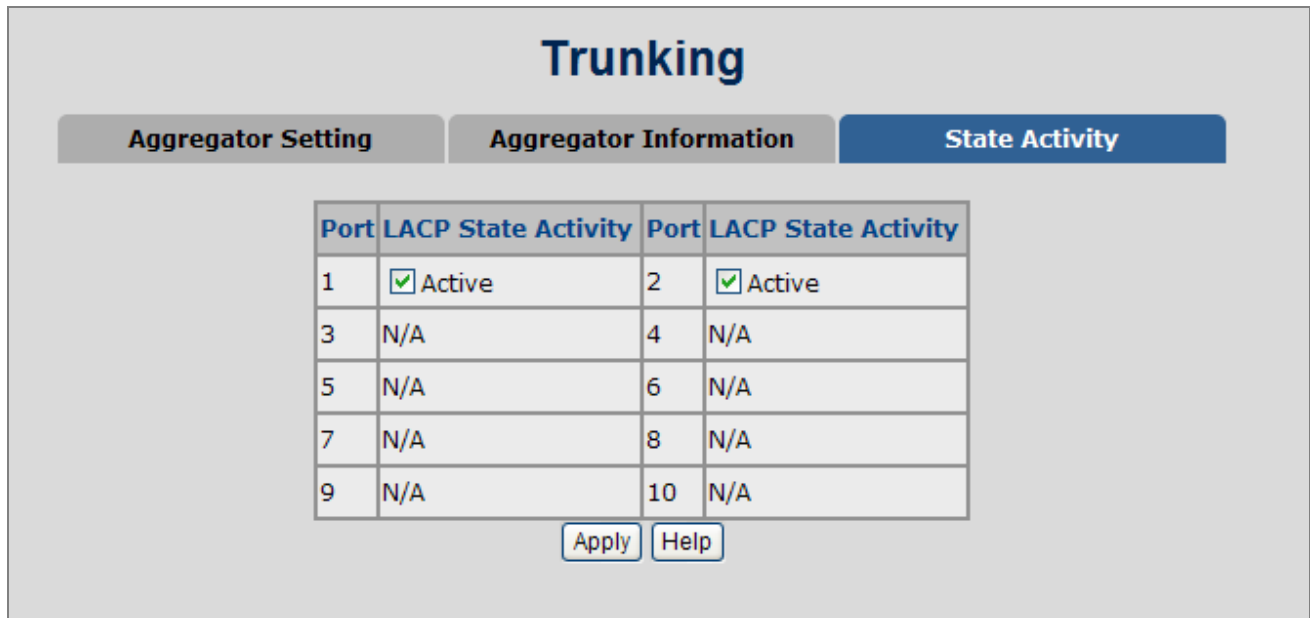 Trunking
Aggregator Setting Aggregator Information State Activity
Port LACP State Activity Port LACP State Activity
1 Active 2 Active
3 N/A 4 N/A
5 N/A 6 N/A
7 N/A 8 N/A
9 N/A 10 N/A
Apply Help